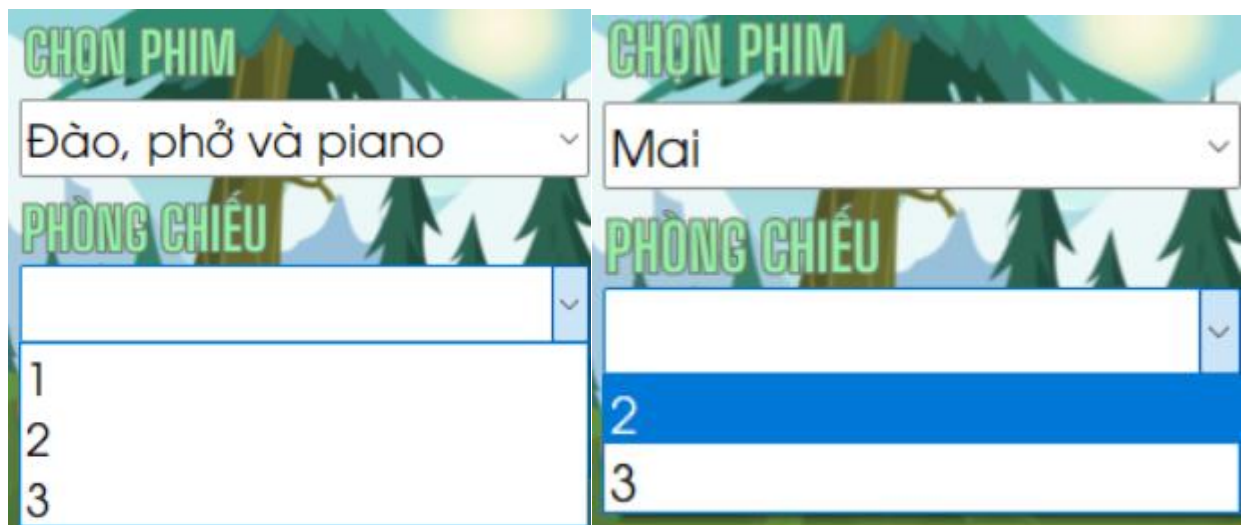 CHỌN PHIM
Đào, phở và piano
PHÒNG CHIẾU
1
2
3
CHỌN PHIM
Mai
PHÒNG CHIẾU
2
3